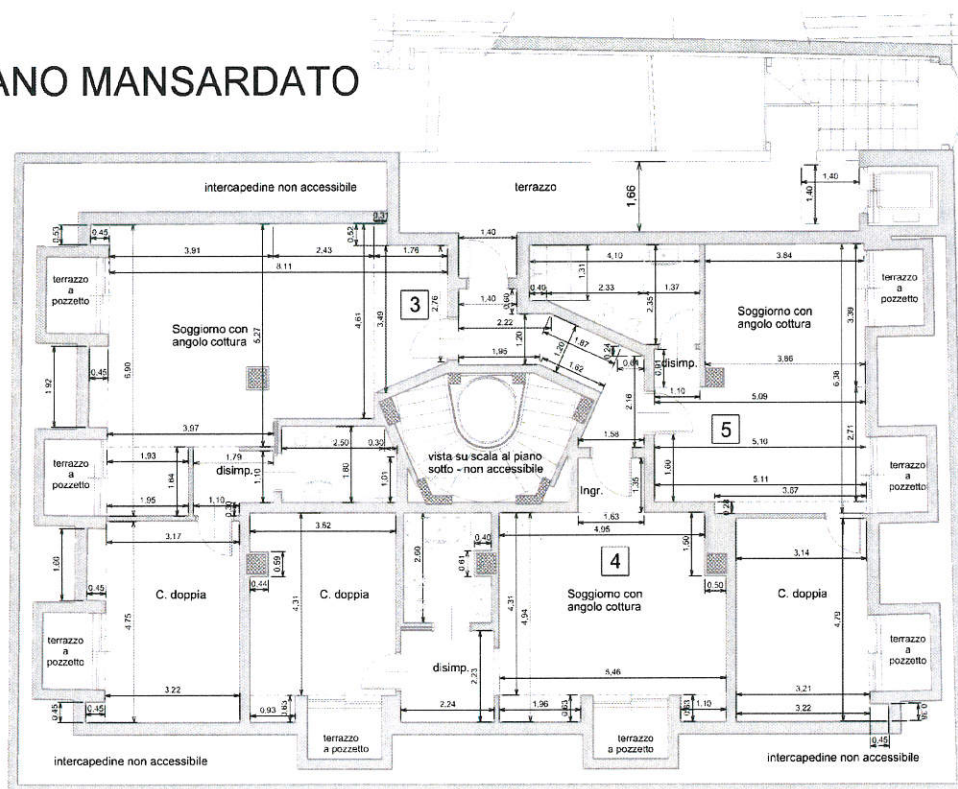 ANO MANSARDATO
intercapedine non accessibile
terrazzo
1,66
1,40
1,40
0.53
0.45
0.31
0.52
3.91
2.43
1.76
8.11
1,40
4,10
1.31
3.84
terrazzo
a
pozzetto
3
2,76
1,40
0,60
0,40
2,33
1,37
2,35
terrazzo
a
pozzetto
Soggiorno con
angolo cottura
5,27
4,61
3,49
2,22
1,20
1,87
1,20
0,24
Soggiorno con
angolo cottura
3,39
6,90
1,95
1,82
disimp.
3,86
6,38
0.45
1,92
1,10
5,09
2,16
3,97
2,50
0,30
1,58
5
2,71
terrazzo
a
pozzetto
1,93
1,79
disimp.
1,64
1,10
1,80
1,01
vista su scala al piano
sotto - non accessibile
1,60
5,10
terrazzo
a
pozzetto
1,95
1,10
Ingr.
1,35
5,11
3,67
3,17
3,52
1,63
4,95
3,14
1,60
0,59
0,44
2,60
0,40
0,61
4
1,50
0,50
0.45
C. doppia
C. doppia
Soggiorno con
angolo cottura
C. doppia
4,75
4,31
4,31
4,94
4,79
terrazzo
a
pozzetto
disimp.
2,23
5,46
terrazzo
a
pozzetto
3,22
0,93
0,63
2,24
1,96
0,63
0,63
1,10
3,21
3,22
0.45
0.45
0,45
terrazzo
a pozzetto
terrazzo
a pozzetto
intercapedine non accessibile
intercapedine non accessibile